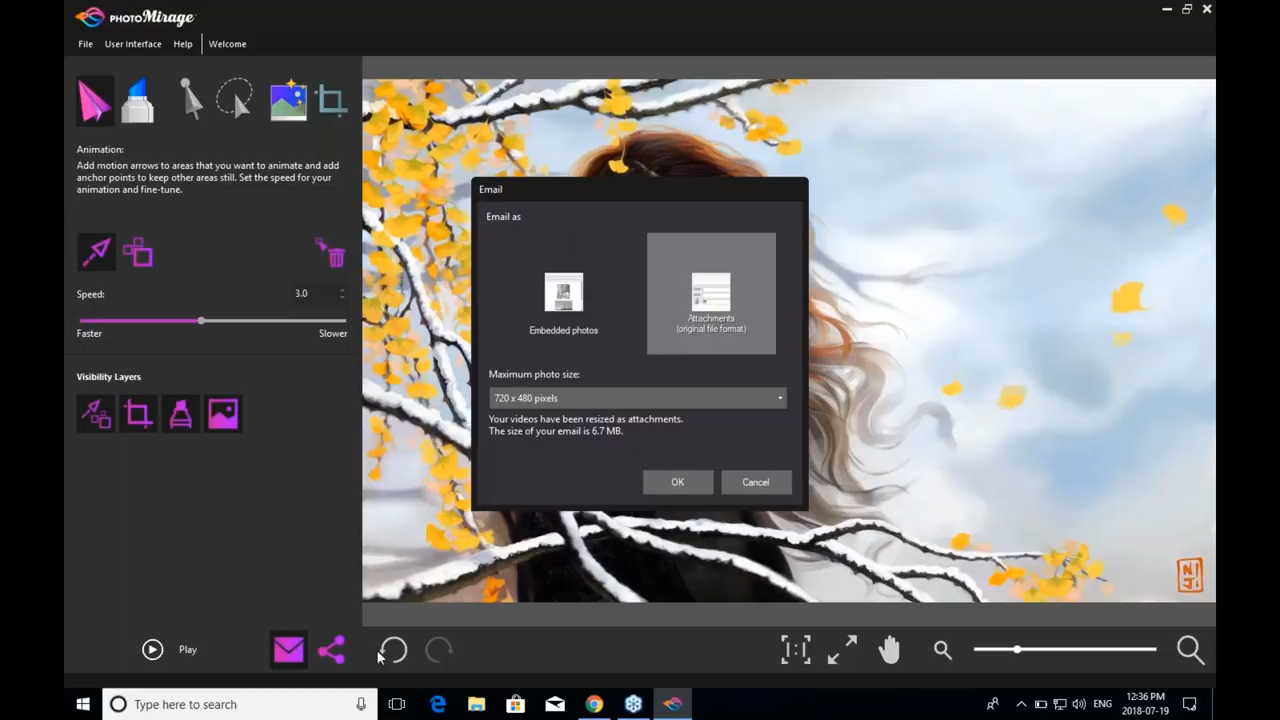 PHOTOMirage
File User Interface Help Welcome
Animation:
Add motion arrows to areas that you want to animate and add
anchor points to keep other areas still. Set the speed for your
animation and fine-tune.
Speed: 3.0
Faster Slower
Visibility Layers
Play
Email
Email as
Embedded photos
Attachments
(original file format)
Maximum photo size:
720 x 480 pixels
Your videos have been resized as attachments.
The size of your email is 6.7 MB.
OK Cancel
Type here to search
ENG
12:36 PM
2018-07-19